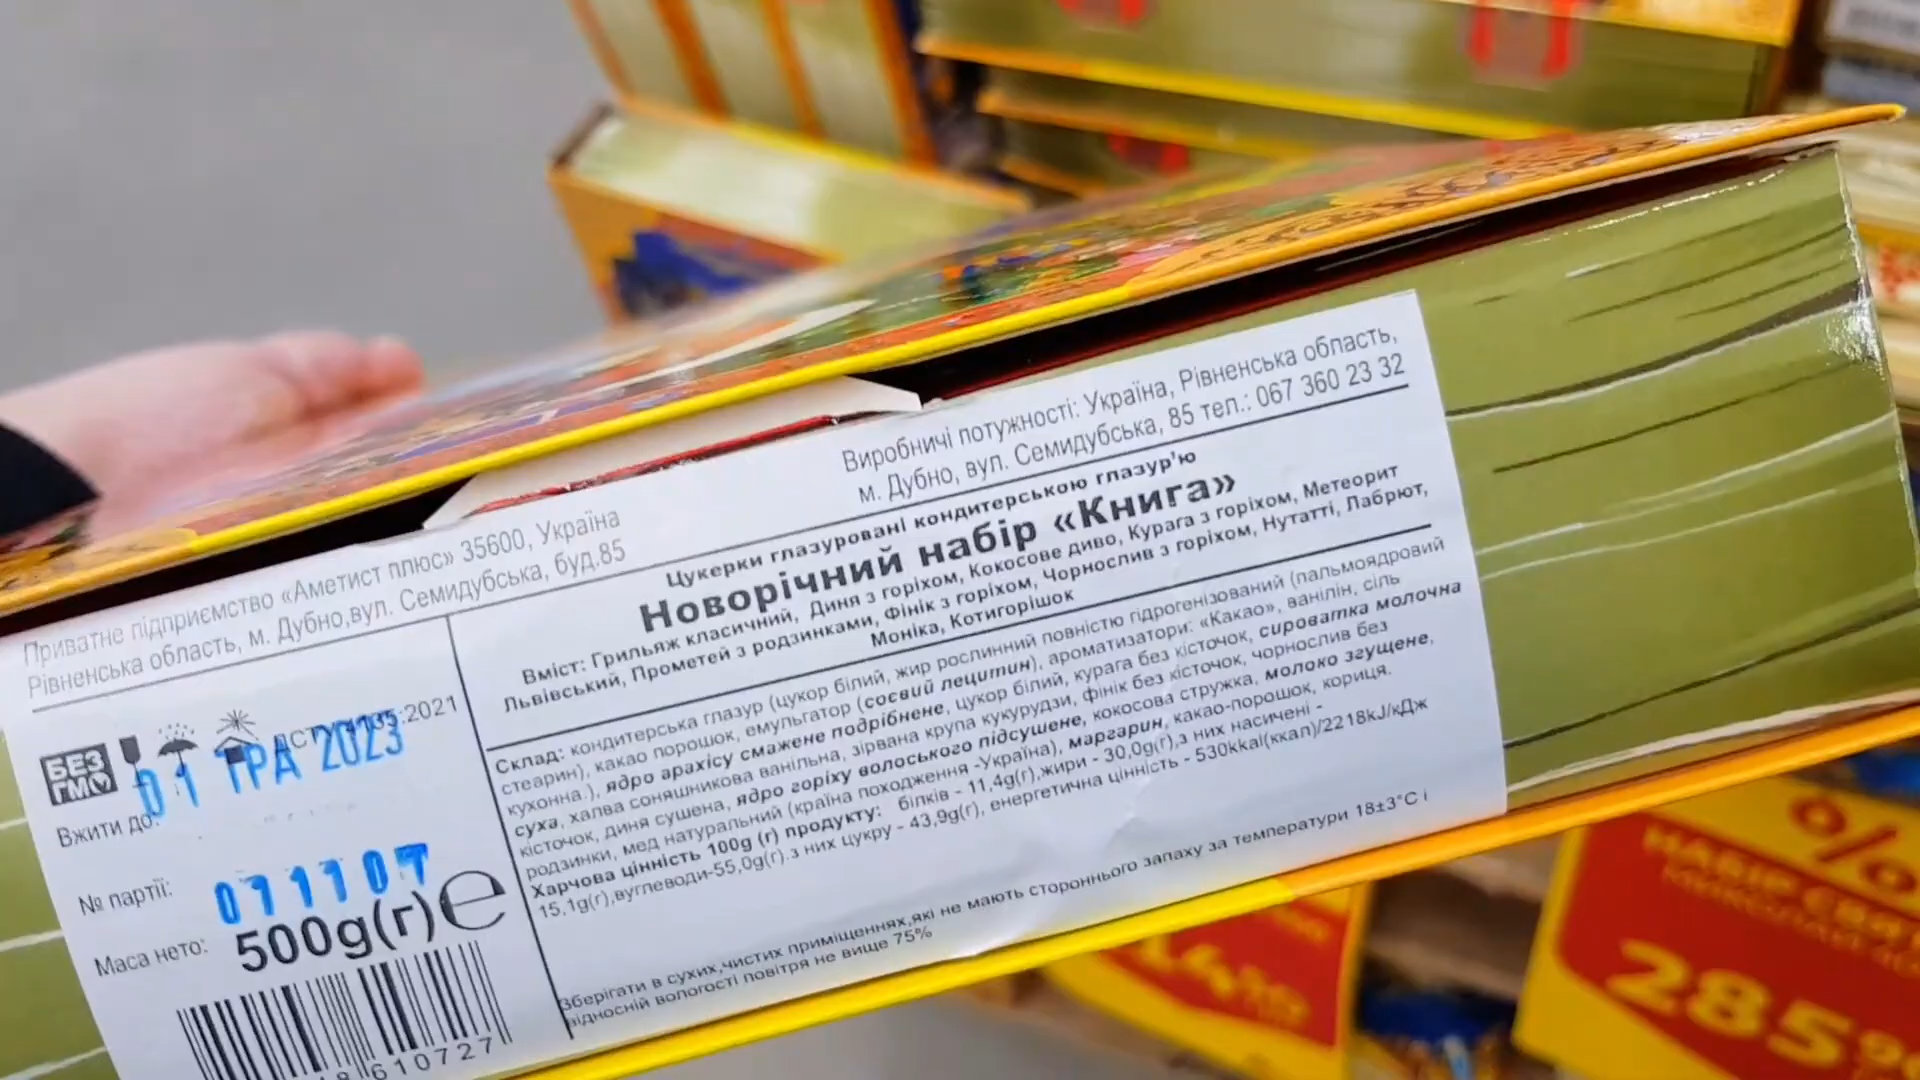 Приватне підприємство «Аметист плюс» 35600, Україна
Рівненська область, м. Дубно,вул. Семидубська, буд.85
Виробничі потужності: Україна, Рівненська область,
м. Дубно, вул. Семидубська, 85 тел.: 067 360 23 32
Цукерки глазуровані кондитерською глазур'ю
Новорічний набір «Книга»
Вміст: Грильяж класичний, Диня з горіхом, Кокосове диво, Курага з горіхом, Метеорит
Львівський, Прометей з родзинками, Фінік з горіхом, Чорнослив з горіхом, Нутатті, Лабрют,
Моніка, Котигорішок
Склад: кондитерська глазур (цукор білий, жир рослинний повністю гідрогенізований (пальмоядровий
стеарин), какао порошок, емульгатор (соєвий лецитин), ароматизатори: «Какао», ванілін, сіль
кухонна.), ядро арахісу смажене подрібнене, цукор білий, курага без кісточок, сироватка молочна
суха, халва соняшникова ванільна, зірвана крупа кукурудзи, фінік без кісточок, чорнослив без
кісточок, диня сушена, ядро горіху волоського підсушене, кокосова стружка, молоко згущене,
родзинки, мед натуральний (країна походження -Україна), маргарин, какао-порошок, кориця.
Харчова цінність 100g (г) продукту: білків - 11,4g(г),жири - 30,0g(г),з них насичені -
15,1g(г),вуглеводи-55,0g(г).з них цукру - 43,9g(г), енергетична цінність - 530kkal(ккал)/2218kJ/кДж
Зберігати в сухих,чистих приміщеннях,які не мають стороннього запаху за температури 18±3°С і
відносній вологості повітря не вище 75%
БЕЗ
ГМО
ДСТУ 4135:2021
01 ТРА 2023
Вжити до:
№ партії: 071107
Маса нето: 500g(г) e
8610727
%
НАБІР
285